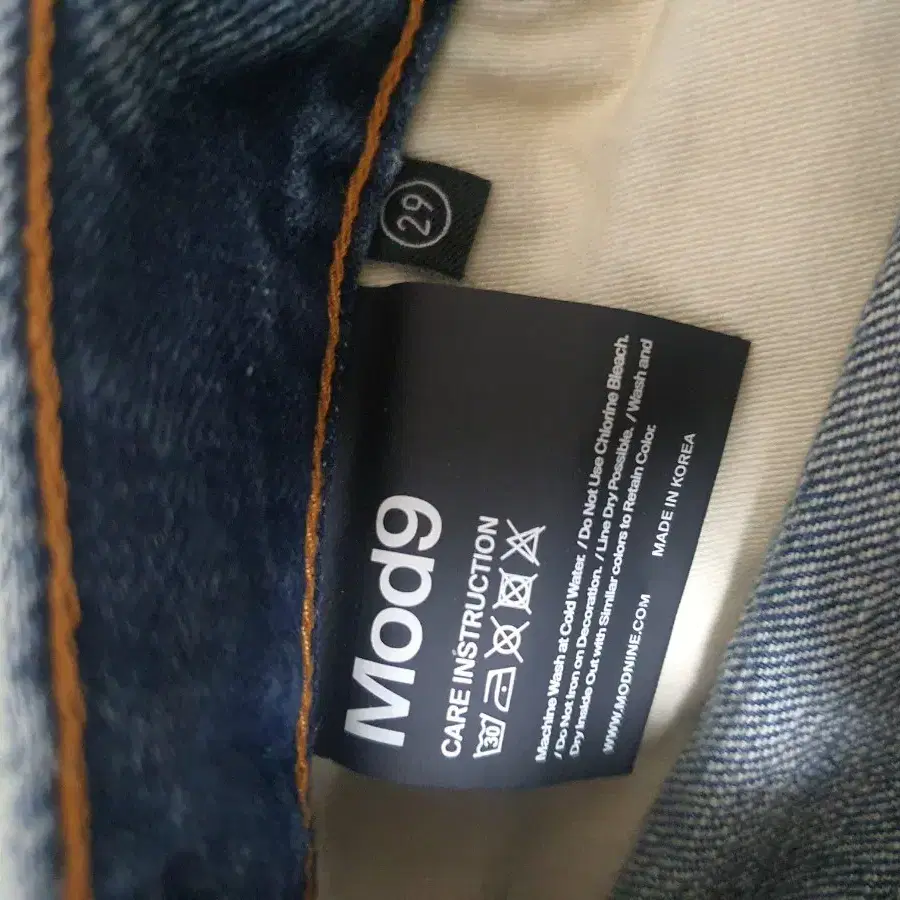 29
Mod9
CARE INSTRUCTION
30
Machine Wash at Cold Water. / Do Not Use Chlorine Bleach.
/ Do Not Iron on Decoration. / Line Dry Possible. / Wash and
Dry Inside Out with Similar colors to Retain Color.
WWW.MODNINE.COM MADE IN KOREA